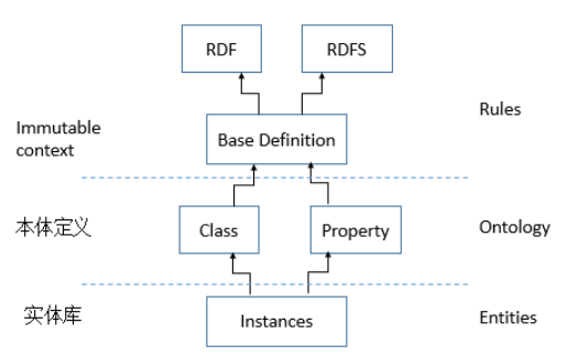 RDF
RDFS
Rules
Immutable
context
Base Definition
本体定义
Class
Property
Ontology
实体库
Instances
Entities